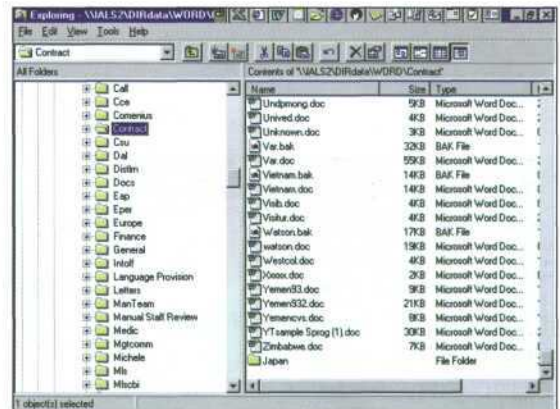 Exploring - \\IALS2\DIRdata\WORD\C
File Edit View Tools Help
Contract
All Folders
Contents of "\\IALS2\DIRdata\WORD\Contract"
Name Size Type
Call
Cce
Comenius
Contract
Csu
Dal
Distlrn
Docs
Eap
Eper
Europe
Finance
General
Intoff
Language Provision
Letters
ManTeam
Manual Staff Review
Medic
Mgtcomm
Michele
Mls
Mlscbi
Undpmong.doc 5KB Microsoft Word Doc...
Unived.doc 4KB Microsoft Word Doc...
Unknown.doc 3KB Microsoft Word Doc...
Var.bak 32KB BAK File
Var.doc 55KB Microsoft Word Doc...
Vietnam.bak 14KB BAK File
Vietnam.doc 14KB Microsoft Word Doc...
Visib.doc 4KB Microsoft Word Doc...
Visitur.doc 4KB Microsoft Word Doc...
Watson.bak 17KB BAK File
watson.doc 19KB Microsoft Word Doc...
Westcol.doc 4KB Microsoft Word Doc...
Xxxxx.doc 2KB Microsoft Word Doc...
Yemen93.doc 9KB Microsoft Word Doc...
Yemen932.doc 21KB Microsoft Word Doc...
Yemencvs.doc 8KB Microsoft Word Doc...
YTsample Sprog (1).doc 30KB Microsoft Word Doc...
Zimbabwe.doc 7KB Microsoft Word Doc...
Japan File Folder
1 object(s) selected